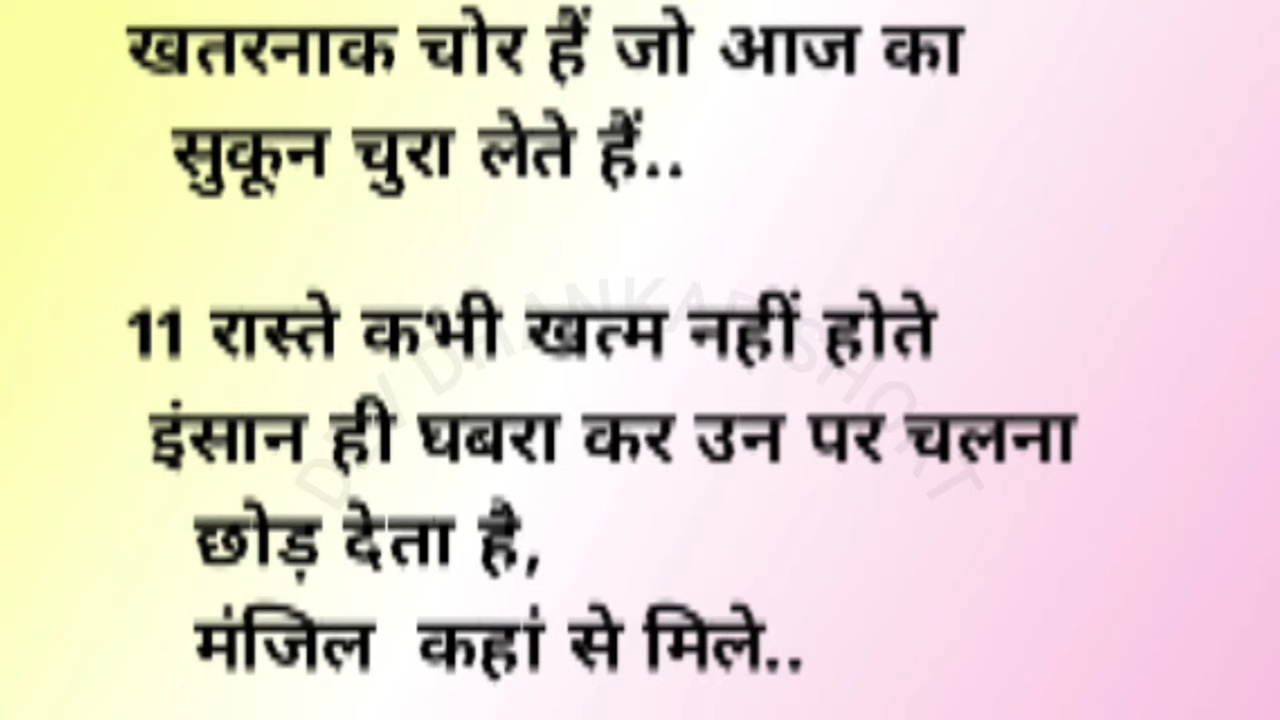 खतरनाक चोर हैं जो आज का
सुकून चुरा लेते हैं..
11 रास्ते कभी खत्म नहीं होते
इंसान ही घबरा कर उन पर चलना
छोड़ देता है,
मंजिल कहां से मिले..